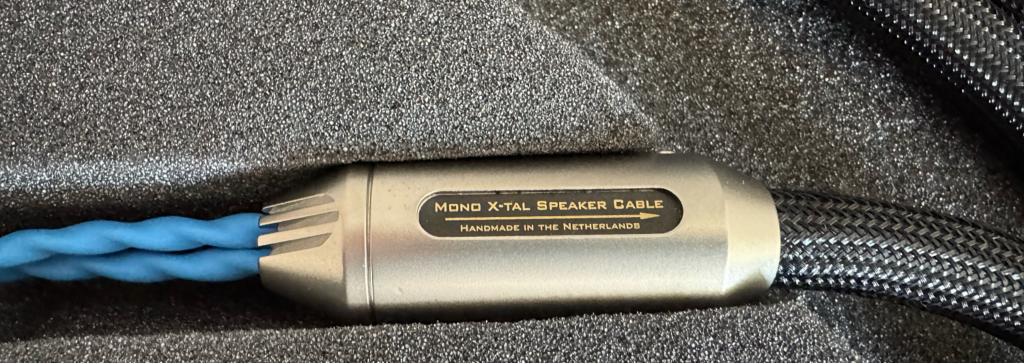 Mono X-tal Speaker Cable
Handmade in the Netherlands